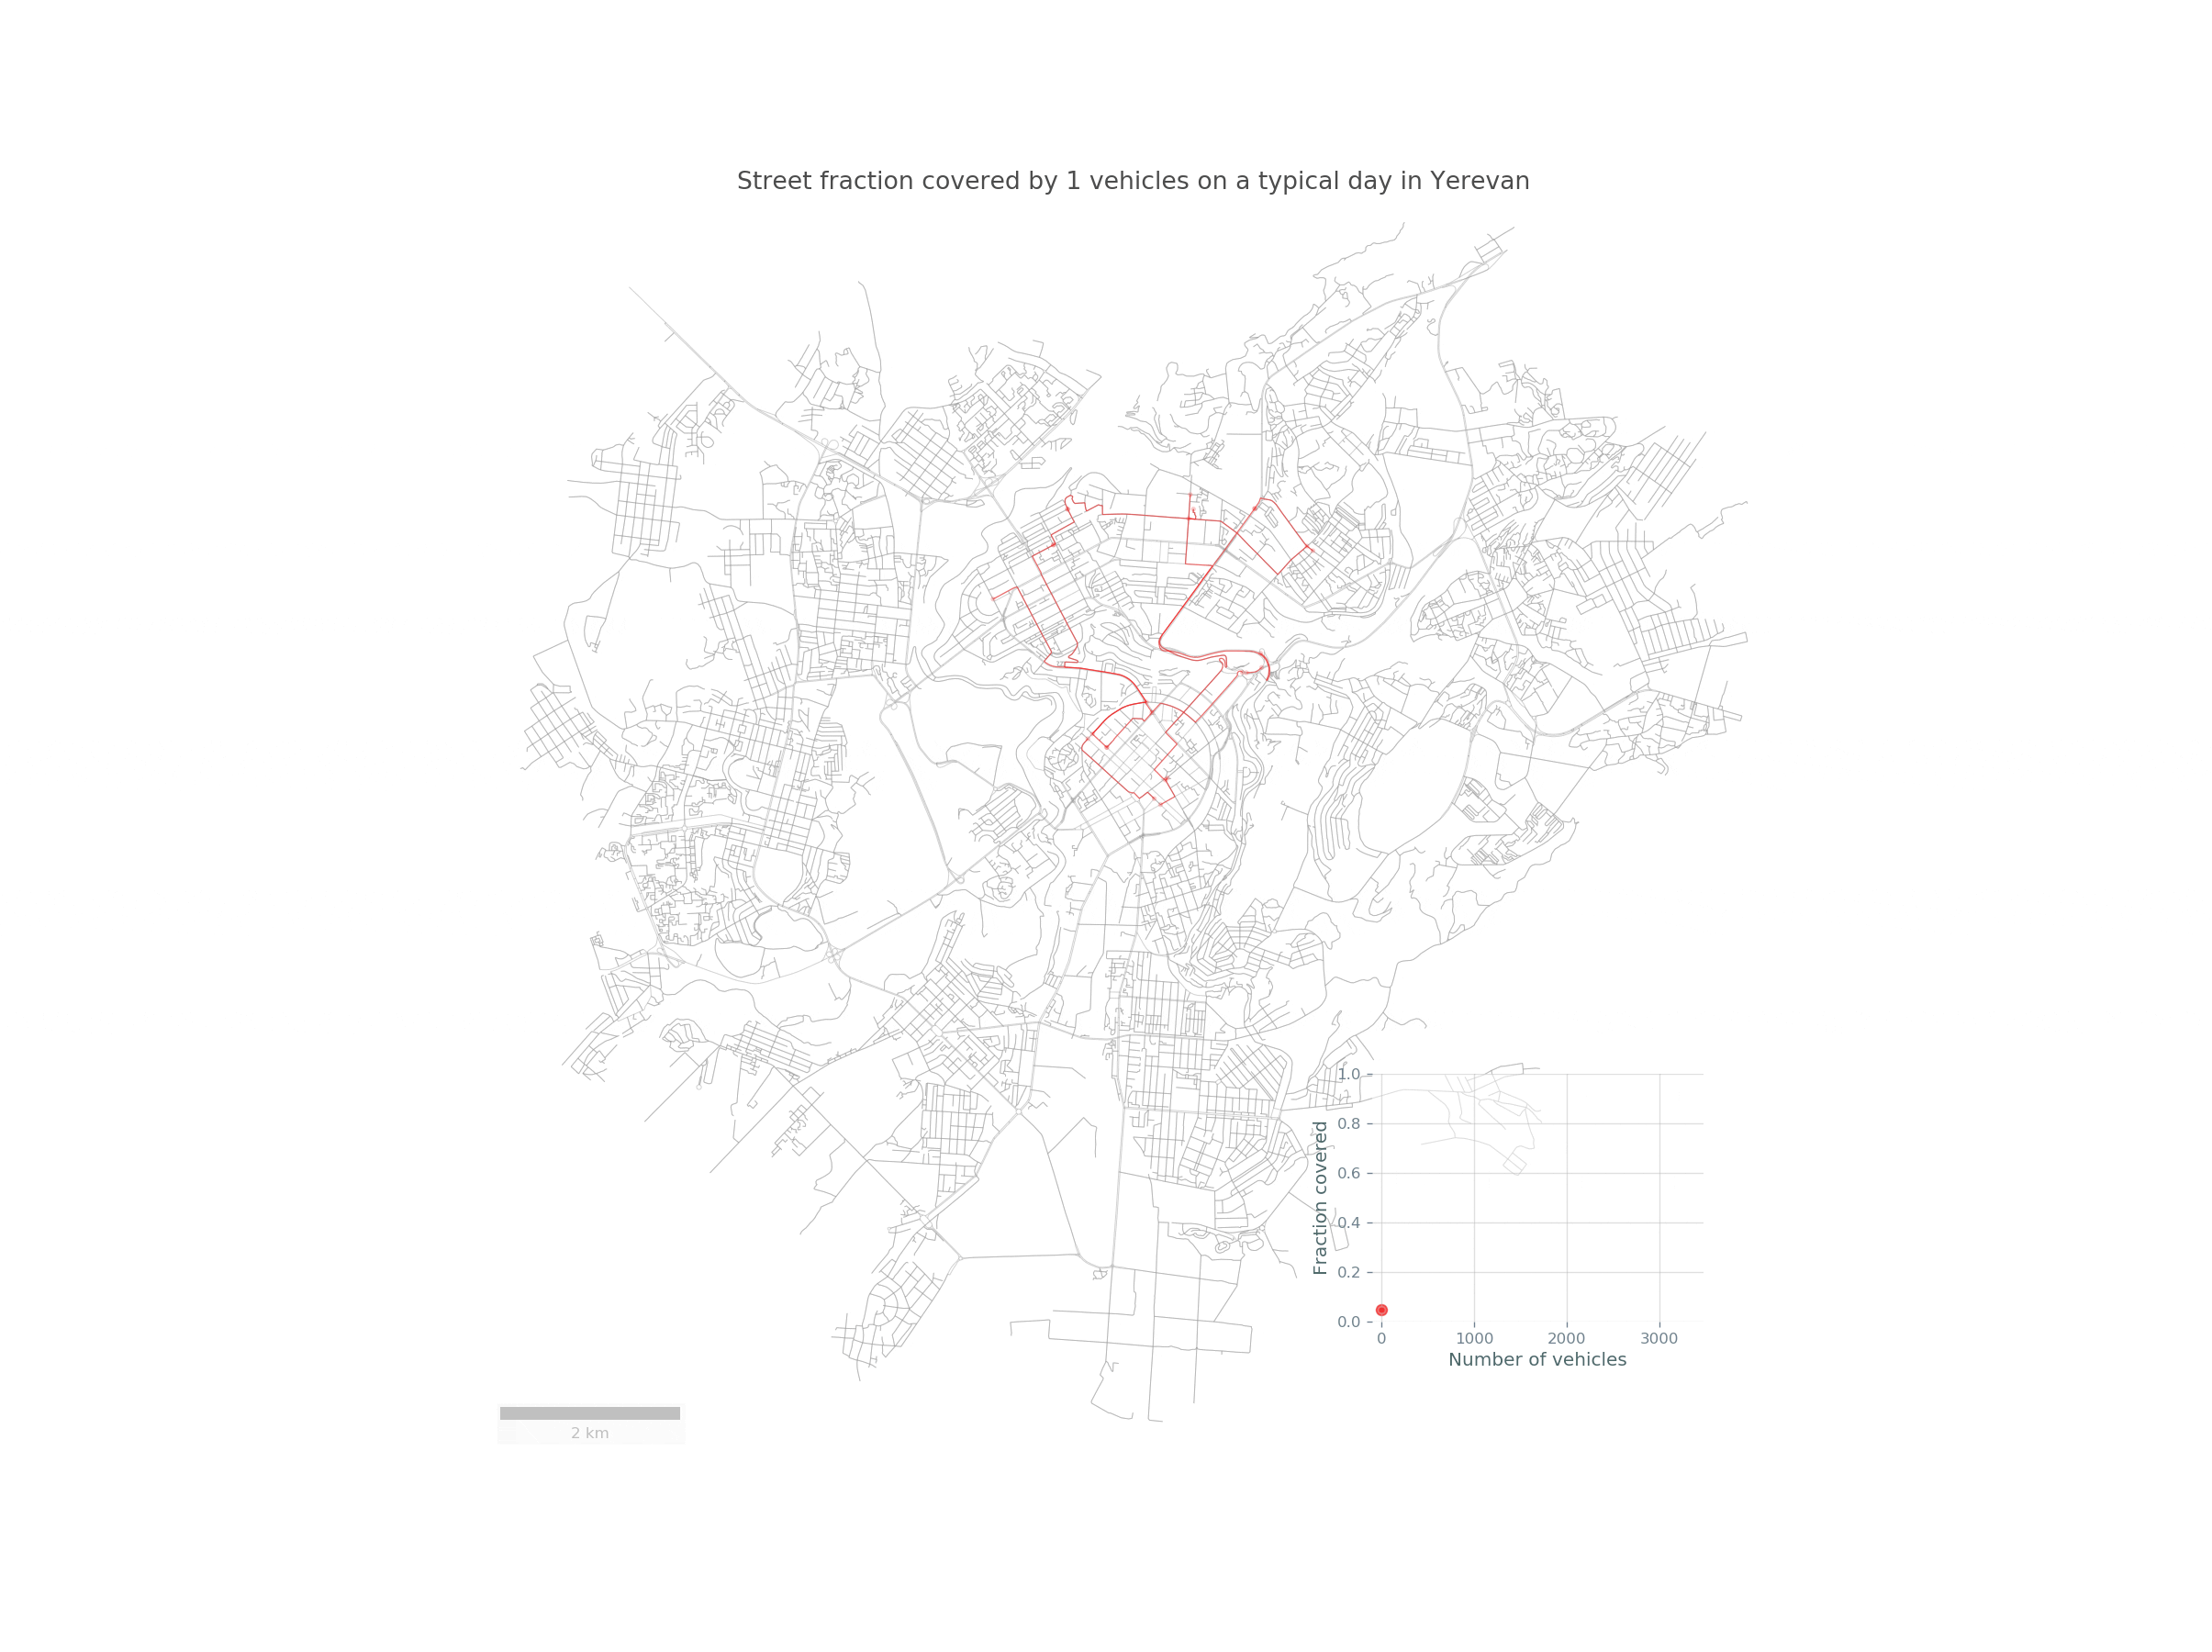 Street fraction covered by 1 vehicles on a typical day in Yerevan
1.0
0.8
0.6
0.4
0.2
0.0
Fraction covered
0 1000 2000 3000
Number of vehicles
2 km